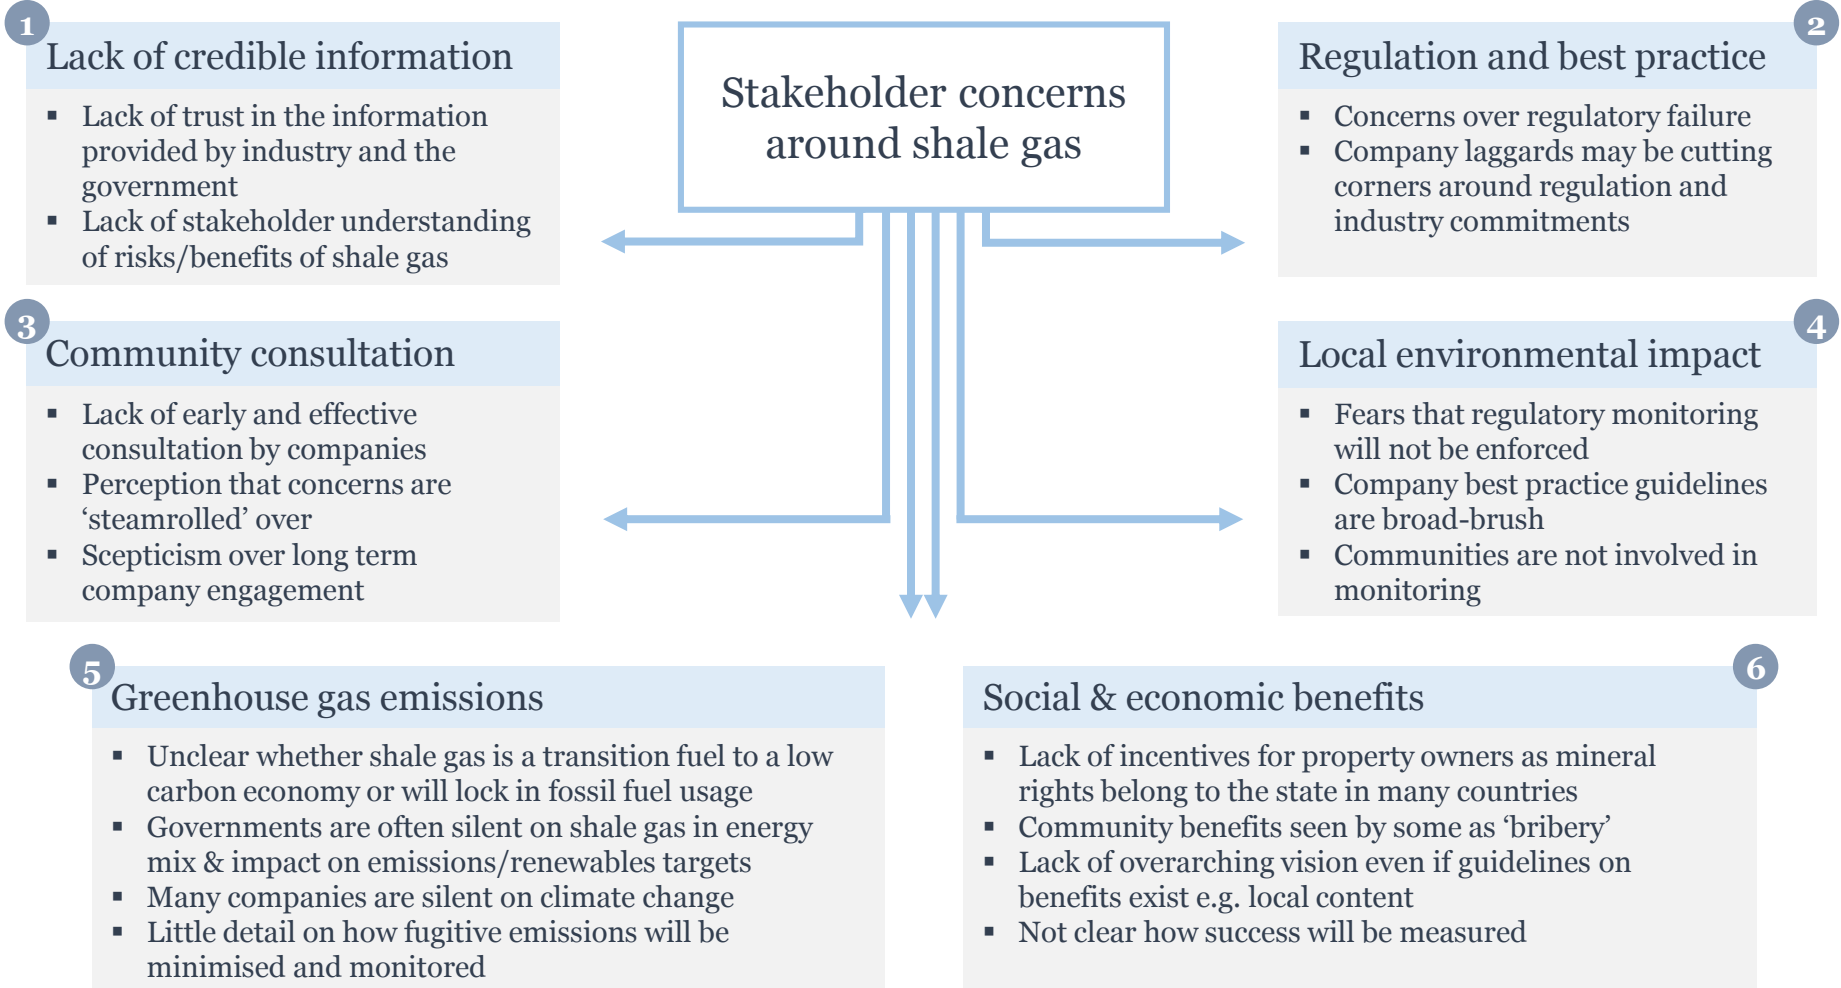 Stakeholder concerns
around shale gas
1
Lack of credible information
▪ Lack of trust in the information
provided by industry and the
government
▪ Lack of stakeholder understanding
of risks/benefits of shale gas
2
Regulation and best practice
▪ Concerns over regulatory failure
▪ Company laggards may be cutting
corners around regulation and
industry commitments
3
Community consultation
▪ Lack of early and effective
consultation by companies
▪ Perception that concerns are
‘steamrolled’ over
▪ Scepticism over long term
company engagement
4
Local environmental impact
▪ Fears that regulatory monitoring
will not be enforced
▪ Company best practice guidelines
are broad-brush
▪ Communities are not involved in
monitoring
5
Greenhouse gas emissions
▪ Unclear whether shale gas is a transition fuel to a low
carbon economy or will lock in fossil fuel usage
▪ Governments are often silent on shale gas in energy
mix & impact on emissions/renewables targets
▪ Many companies are silent on climate change
▪ Little detail on how fugitive emissions will be
minimised and monitored
6
Social & economic benefits
▪ Lack of incentives for property owners as mineral
rights belong to the state in many countries
▪ Community benefits seen by some as ‘bribery’
▪ Lack of overarching vision even if guidelines on
benefits exist e.g. local content
▪ Not clear how success will be measured